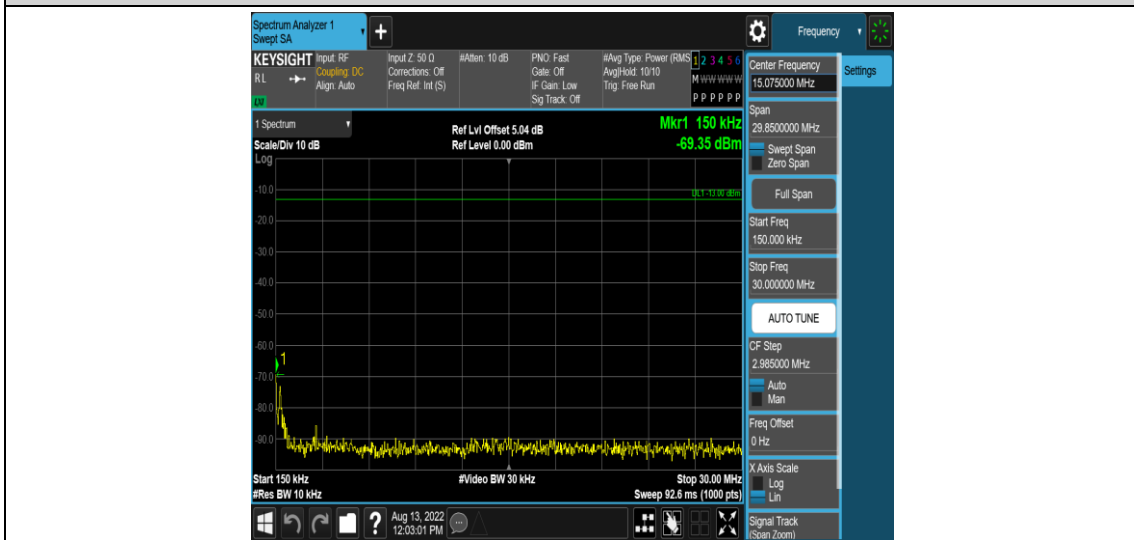 Spectrum Analyzer 1
Swept SA
+
Frequency
KEYSIGHT
RL
LXI
Input: RF
Coupling: DC
Align: Auto
Input Z: 50 Ω
Corrections: Off
Freq Ref: Int (S)
#Atten: 10 dB
PNO: Fast
Gate: Off
IF Gain: Low
Sig Track: Off
#Avg Type: Power (RMS
Avg|Hold: 10/10
Trig: Free Run
1 2 3 4 5 6
M W W W W W
P P P P P P
1 Spectrum
Scale/Div 10 dB
Log
Ref Lvl Offset 5.04 dB
Ref Level 0.00 dBm
Mkr1 150 kHz
-69.35 dBm
DL1 -13.00 dBm
-10.0
-20.0
-30.0
-40.0
-50.0
-60.0
-70.0
-80.0
-90.0
1
Start 150 kHz
#Res BW 10 kHz
#Video BW 30 kHz
Stop 30.00 MHz
Sweep 92.6 ms (1000 pts)
Center Frequency
15.075000 MHz
Span
29.8500000 MHz
Swept Span
Zero Span
Full Span
Start Freq
150.000 kHz
Stop Freq
30.000000 MHz
AUTO TUNE
CF Step
2.985000 MHz
Auto
Man
Freq Offset
0 Hz
X Axis Scale
Log
Lin
Signal Track
(Span Zoom)
Settings
?
Aug 13, 2022
12:03:01 PM